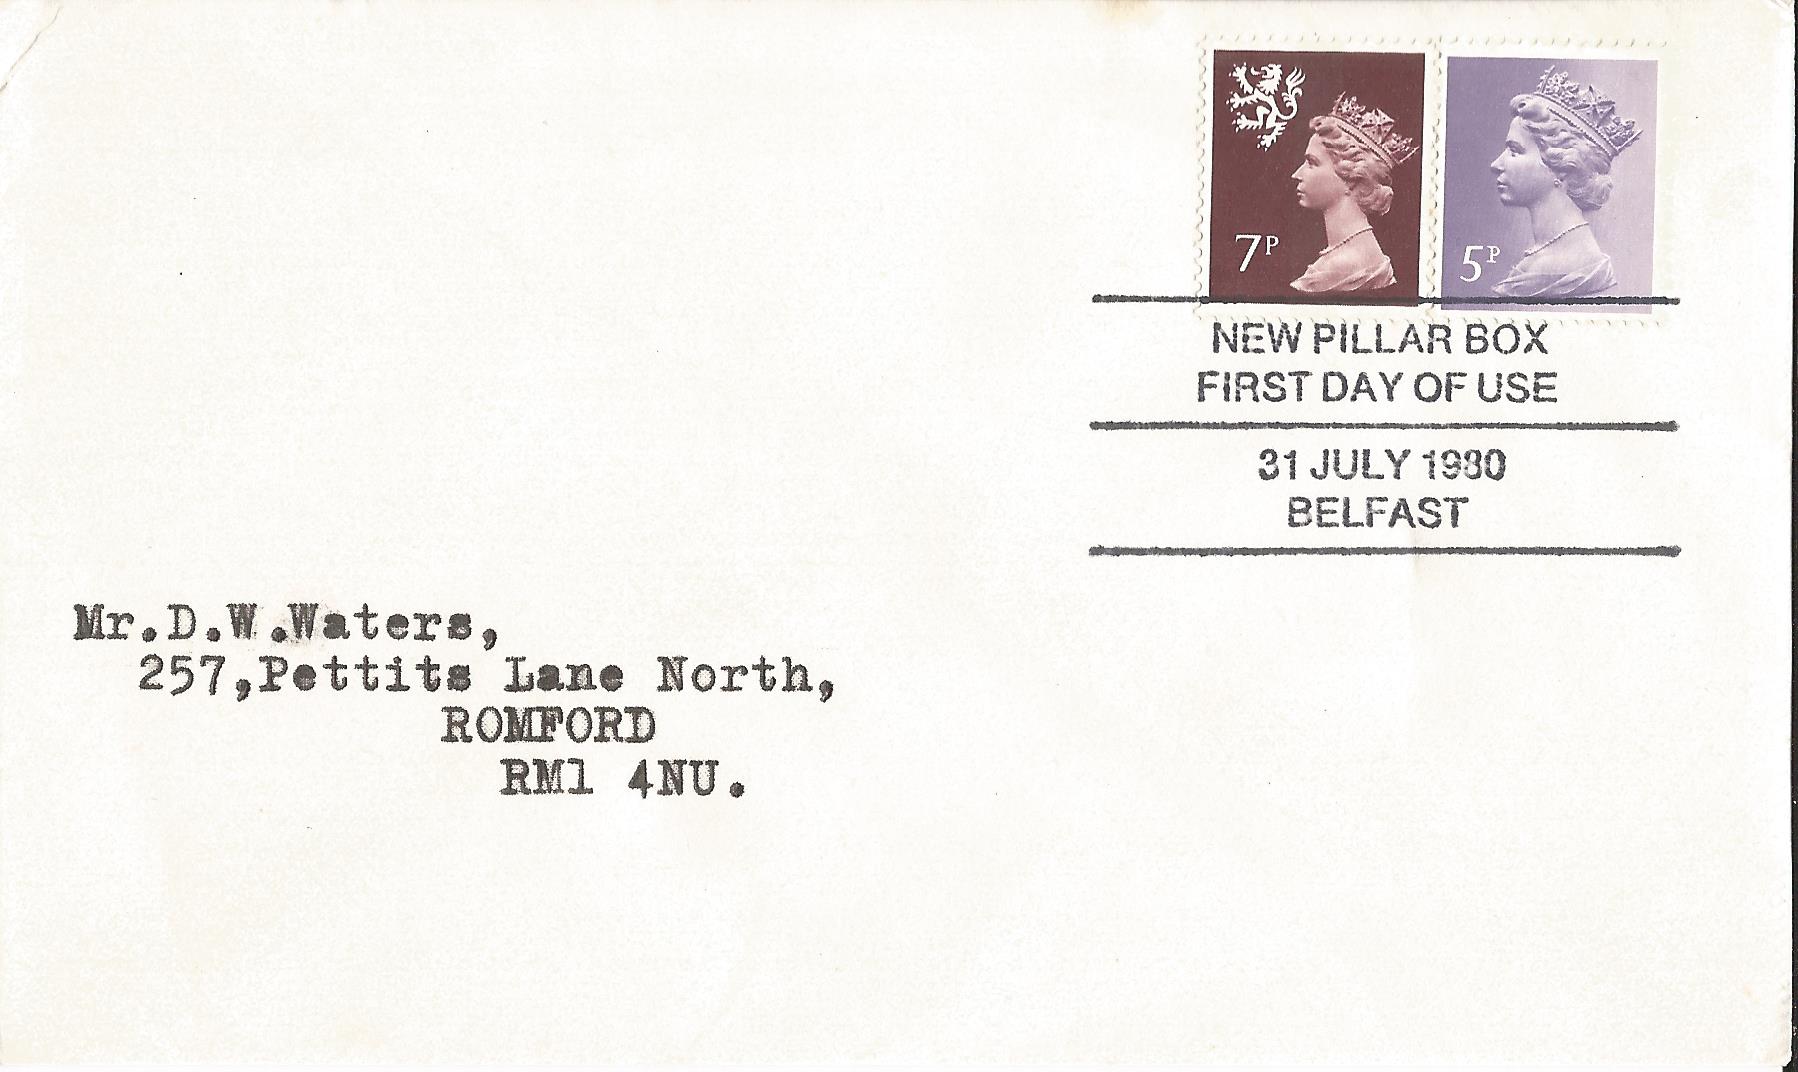 7P
5P
NEW PILLAR BOX
FIRST DAY OF USE
31 JULY 1980
BELFAST
Mr.D.W.Waters,
257,Pettits Lane North,
ROMFORD
RM1 4NU.